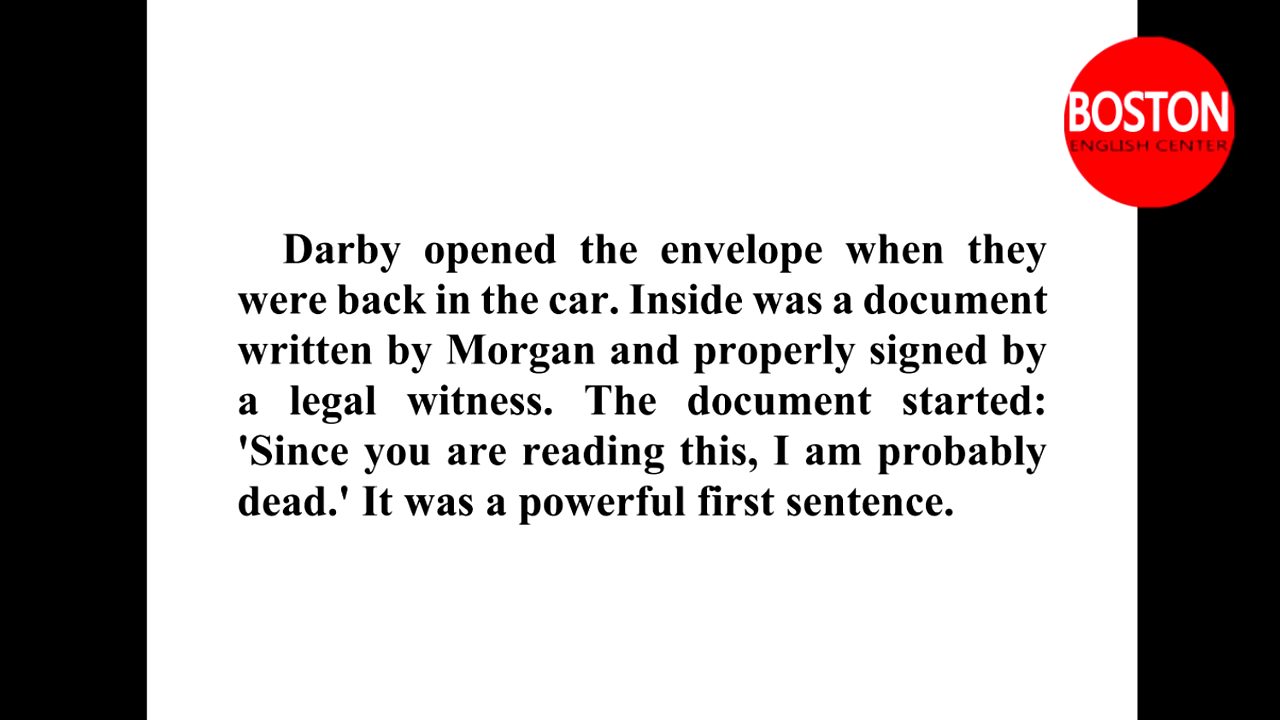 BOSTON
ENGLISH CENTER
Darby opened the envelope when they
were back in the car. Inside was a document
written by Morgan and properly signed by
a legal witness. The document started:
'Since you are reading this, I am probably
dead.' It was a powerful first sentence.